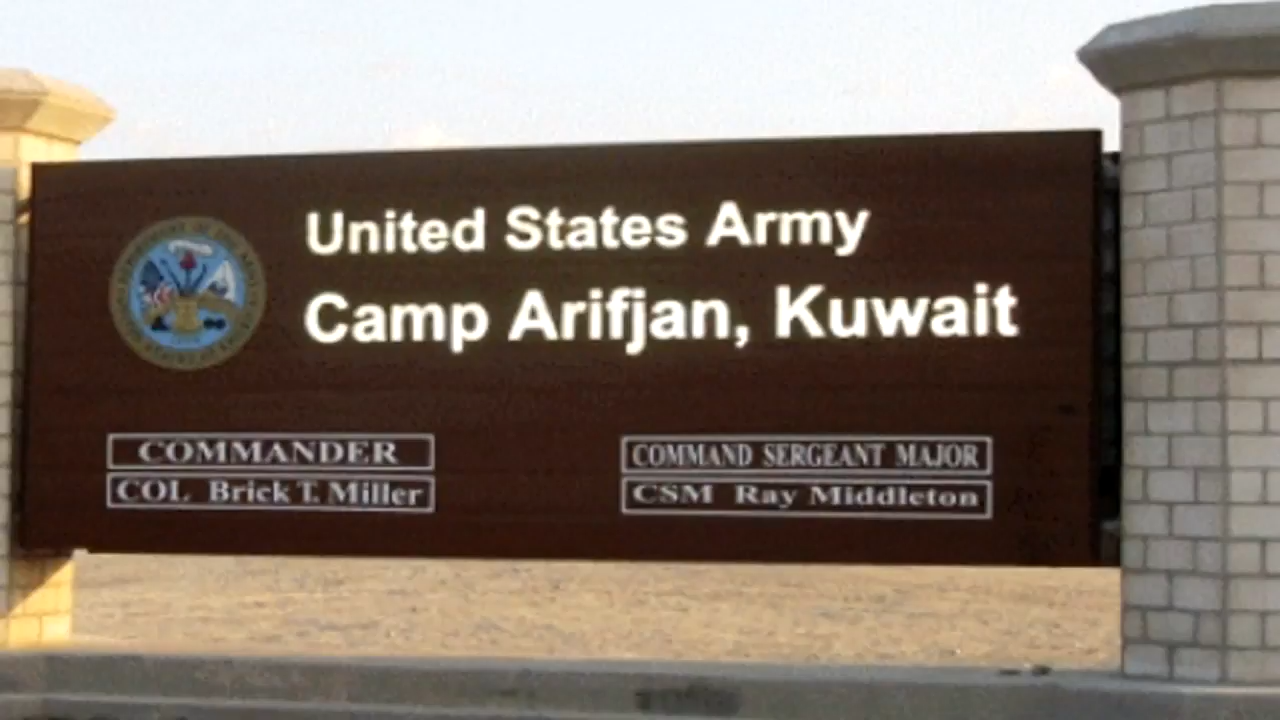 United States Army
Camp Arifjan, Kuwait
COMMANDER
COL Brick T. Miller
COMMAND SERGEANT MAJOR
CSM Ray Middleton